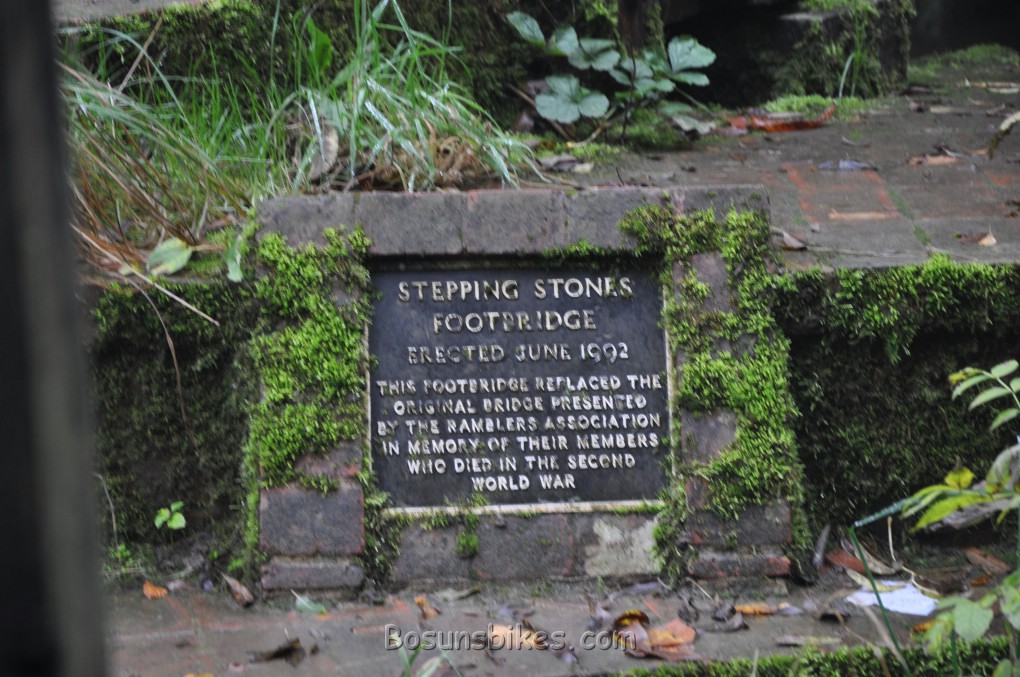 STEPPING STONES
FOOTBRIDGE
ERECTED JUNE 1992
THIS FOOTBRIDGE REPLACED THE
ORIGINAL BRIDGE PRESENTED
BY THE RAMBLERS ASSOCIATION
IN MEMORY OF THEIR MEMBERS
WHO DIED IN THE SECOND
WORLD WAR
Bosunsbikes.com